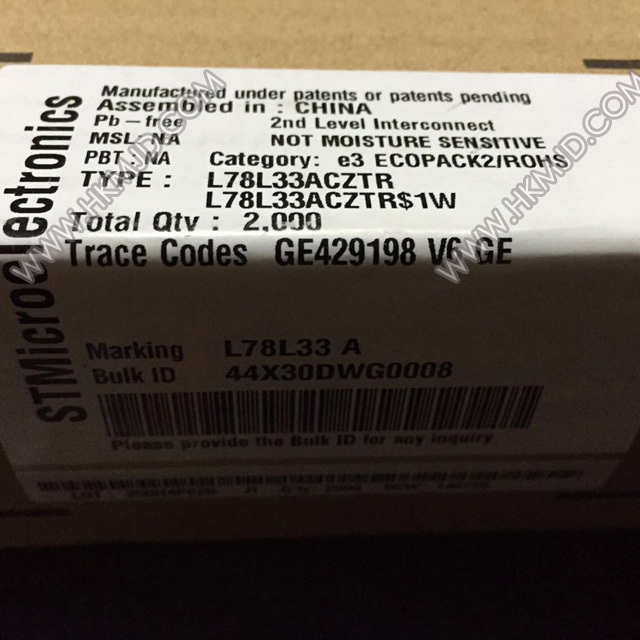 STMicroelectronics
Manufactured under patents or patents pending
Assembled in : CHINA
Pb-free 2nd Level Interconnect
MSL: NA NOT MOISTURE SENSITIVE
PBT: NA Category: e3 ECOPACK2/ROHS
TYPE : L78L33ACZTR
L78L33ACZTR$1W
Total Qty : 2,000
Trace Codes GE429198 V6 GE
Marking L78L33 A
Bulk ID 44X30DWG0008
Please provide the Bulk ID for any inquiry
LOT
WWW.HKMJD.COM
WWW.HKMJD.COM